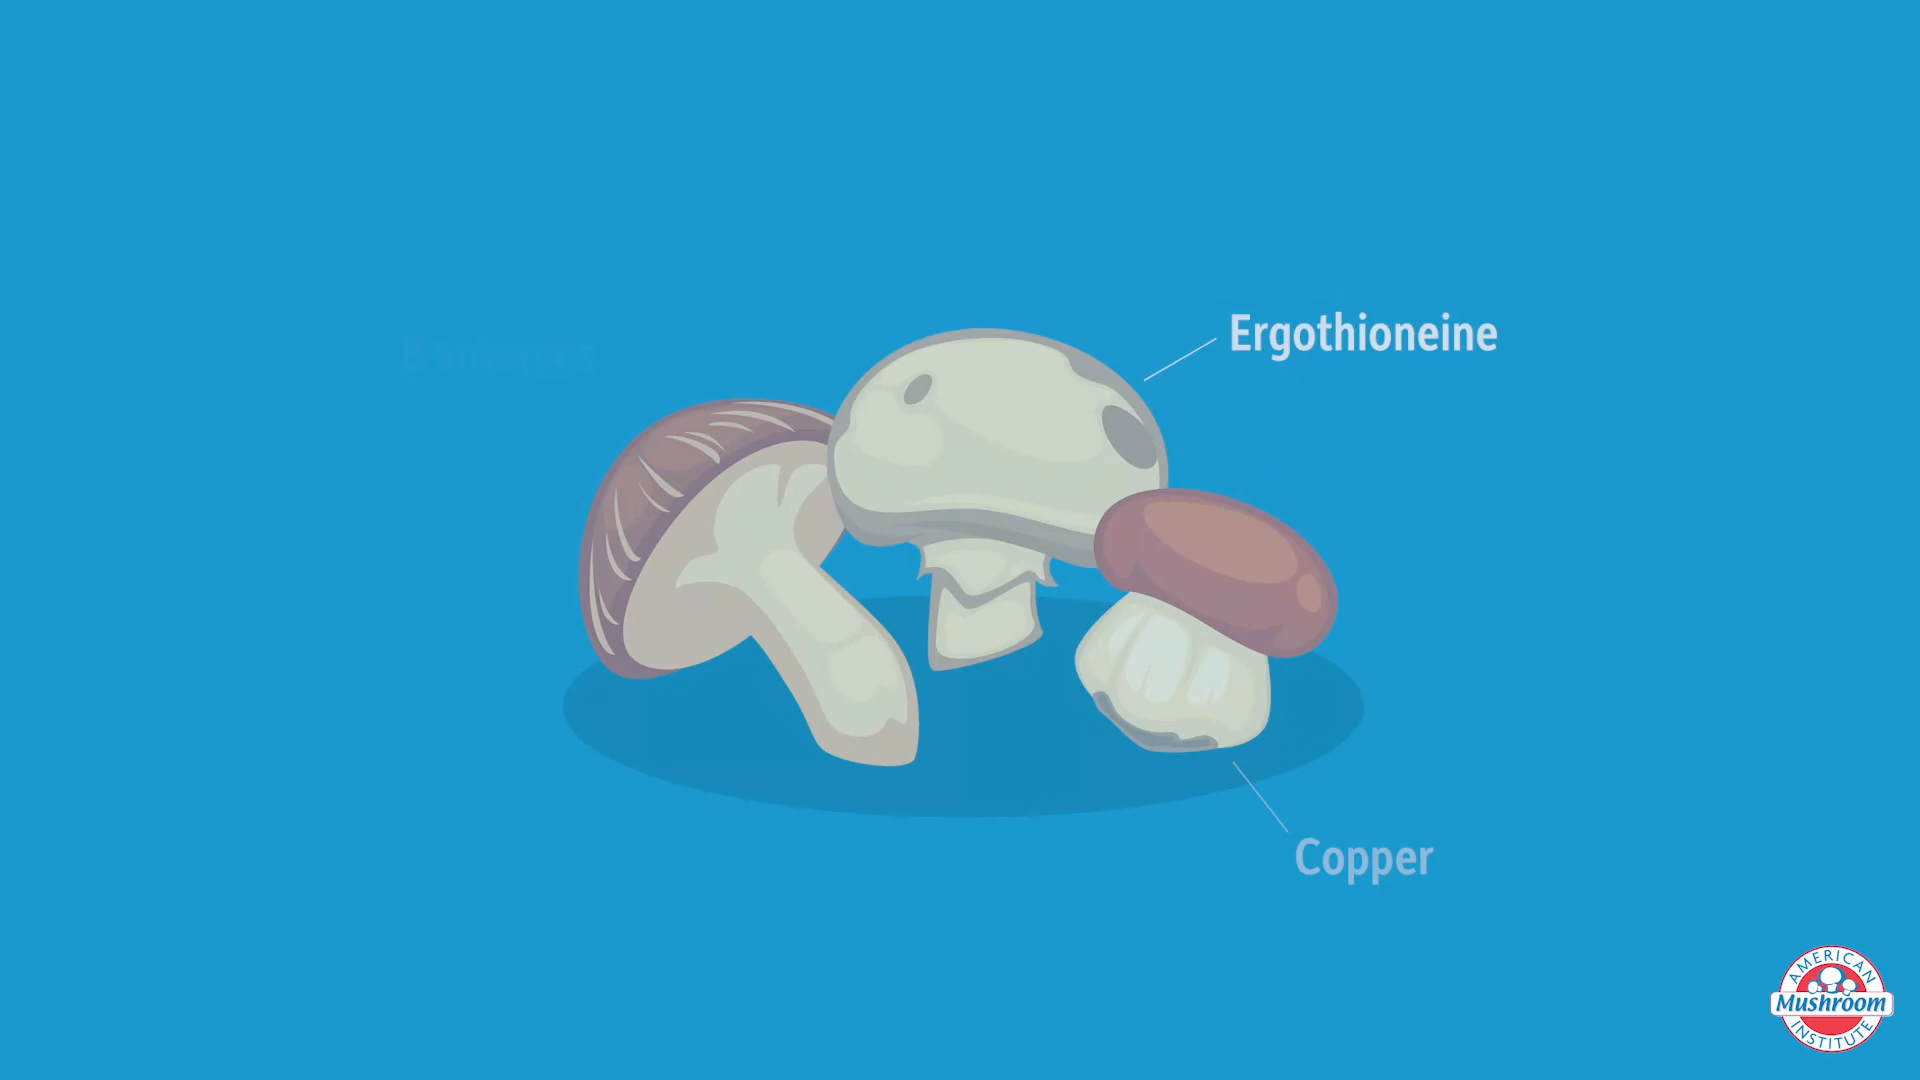 Ergothioneine
Copper
AMERICAN
Mushroom
INSTITUTE